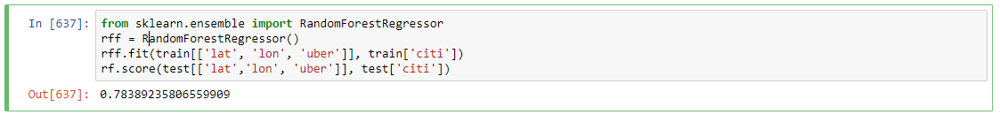 In [637]: from sklearn.ensemble import RandomForestRegressor
rff = RandomForestRegressor()
rff.fit(train[['lat', 'lon', 'uber']], train['citi'])
rf.score(test[['lat','lon', 'uber']], test['citi'])
Out[637]: 0.78389235806559909